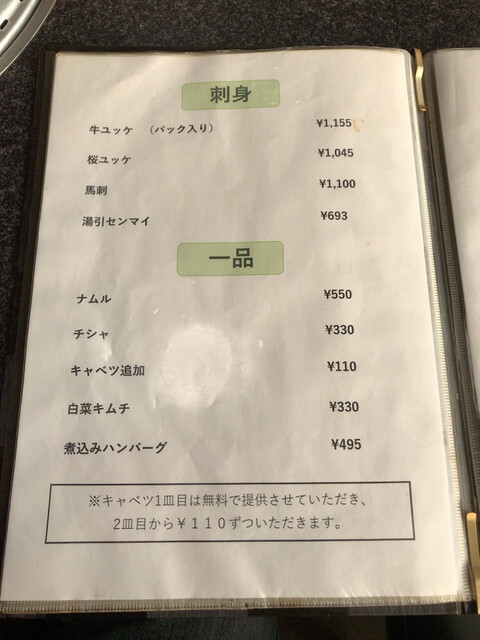 刺身
牛ユッケ （パック入り） ¥1,155
桜ユッケ ¥1,045
馬刺 ¥1,100
湯引センマイ ¥693
一品
ナムル ¥550
チシャ ¥330
キャベツ追加 ¥110
白菜キムチ ¥330
煮込みハンバーグ ¥495
※キャベツ1皿目は無料で提供させていただき、
2皿目から￥１１０ずついただきます。